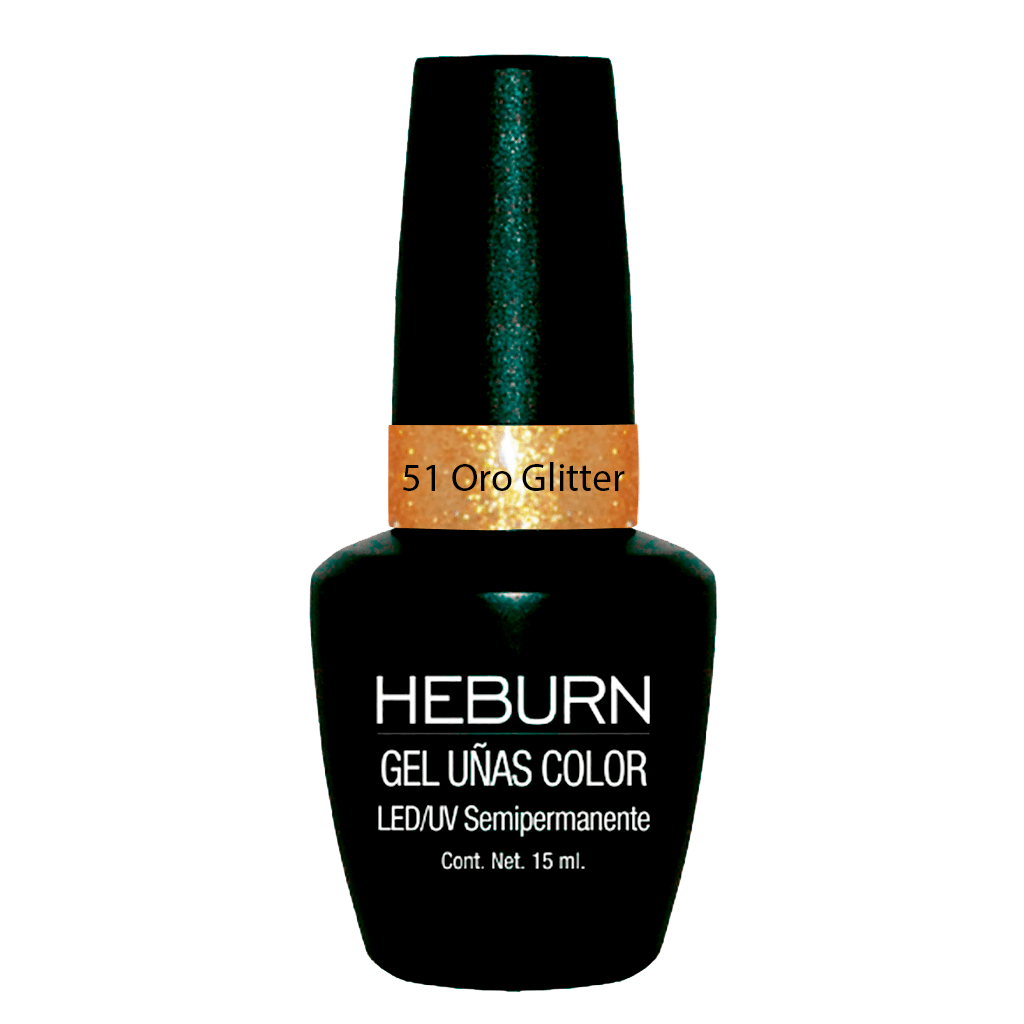 51 Oro Glitter
HEBURN
GEL UÑAS COLOR
LED/UV Semipermanente
Cont. Net. 15 ml.